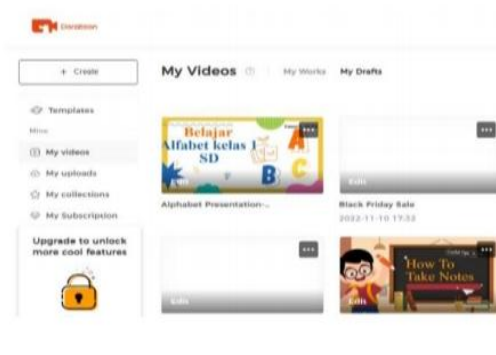 + Create
My Videos
My Works
My Drafts
Templates
Mine
My videos
My uploads
My collections
My Subscription
Upgrade to unlock
more cool features
Belajar
Alfabet kelas 1
SD
A
B
C
Edit
Alphabet Presentation-..
Edit
Black Friday Sale
2022-11-10 17:32
Edit
How To
Take Notes
Edit